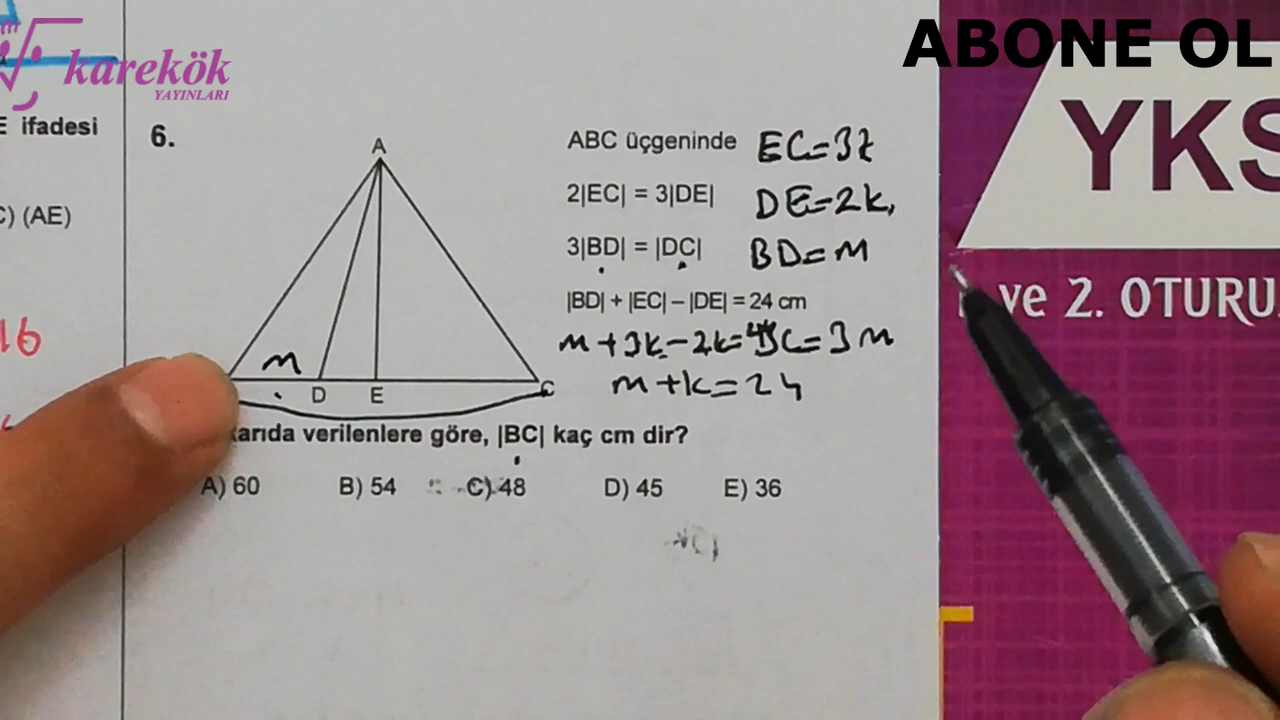 ABONE OL
karekök
YAYINLARI
E ifadesi
C) (AE)
16
6.
A
D
E
C
m
ABC üçgeninde
EC=3k
2|EC| = 3|DE|
DE=2k,
3|BD| = |DC|
BD=m
|BD| + |EC| – |DE| = 24 cm
m+3k-2k=
C=3m
m+k=24
karıda verilenlere göre, |BC| kaç cm dir?
A) 60 B) 54 C) 48 D) 45 E) 36
YKS
ve 2. OTURU